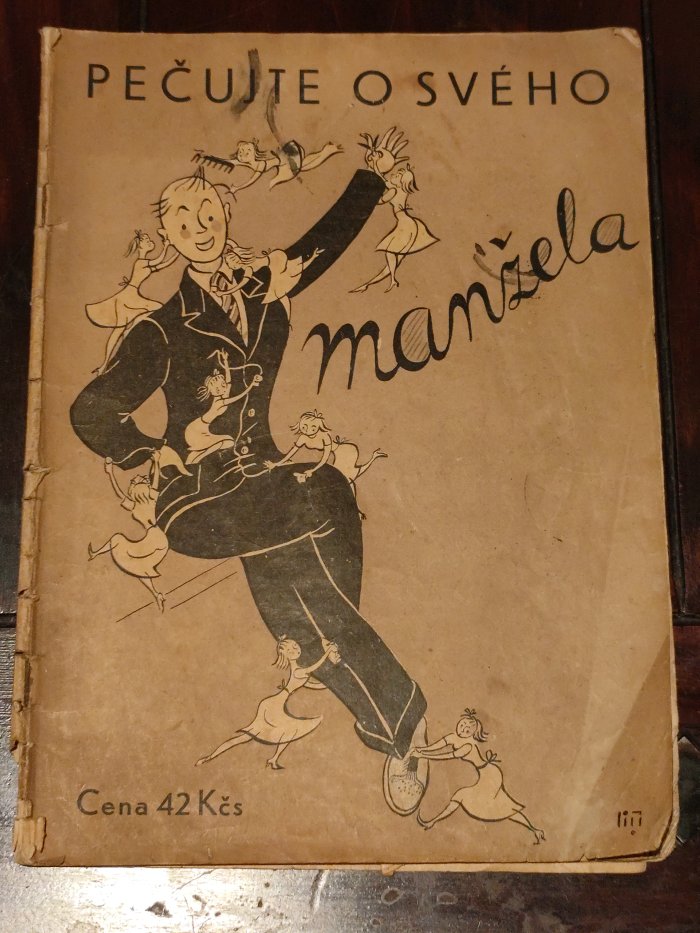 PEČUJTE O SVÉHO
manžela
Cena 42 Kčs